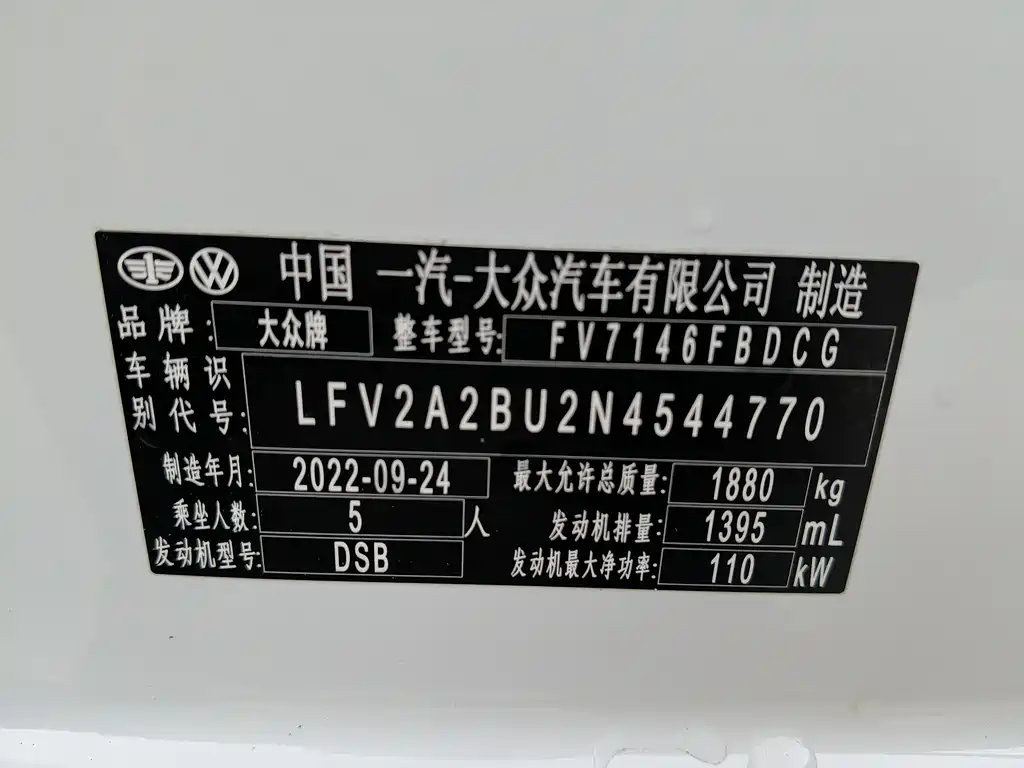 中国 一汽-大众汽车有限公司 制造
品牌: 大众牌 整车型号: FV7146FBDCG
车辆识别代号: LFV2A2BU2N4544770
制造年月: 2022-09-24 最大允许总质量: 1880 kg
乘坐人数: 5 人 发动机排量: 1395 mL
发动机型号: DSB 发动机最大净功率: 110 kW